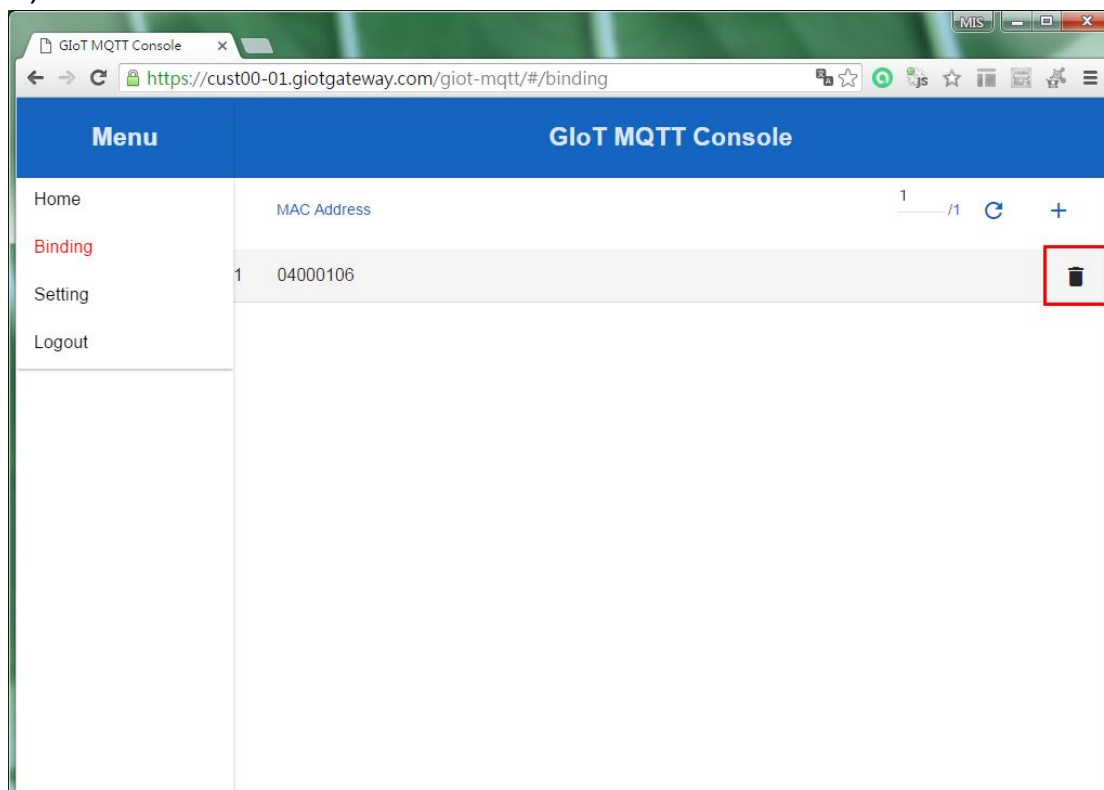 MIS
GIoT MQTT Console
https://cust00-01.giotgateway.com/giot-mqtt/#/binding
js
Menu
GIoT MQTT Console
Home
Binding
Setting
Logout
MAC Address
1
/1
1
04000106